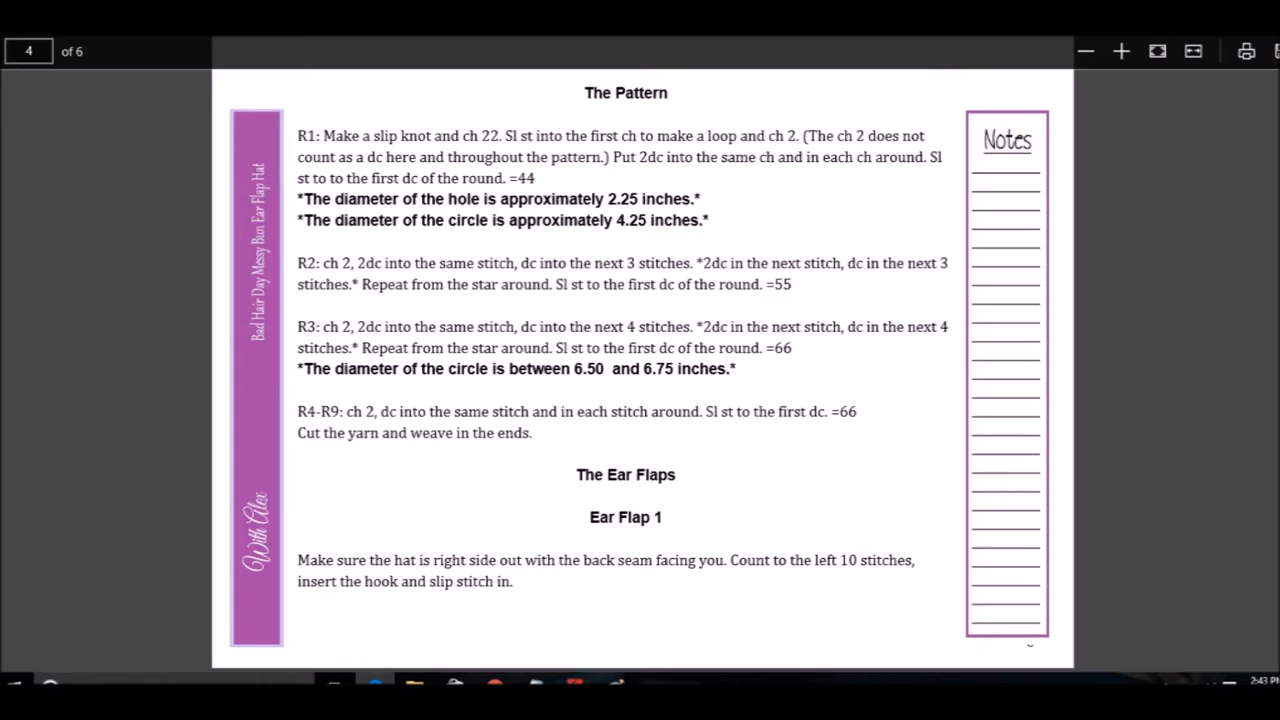 4 of 6
The Pattern
R1: Make a slip knot and ch 22. Sl st into the first ch to make a loop and ch 2. (The ch 2 does not
count as a dc here and throughout the pattern.) Put 2dc into the same ch and in each ch around. Sl
st to to the first dc of the round. =44
*The diameter of the hole is approximately 2.25 inches.*
*The diameter of the circle is approximately 4.25 inches.*
R2: ch 2, 2dc into the same stitch, dc into the next 3 stitches. *2dc in the next stitch, dc in the next 3
stitches.* Repeat from the star around. Sl st to the first dc of the round. =55
R3: ch 2, 2dc into the same stitch, dc into the next 4 stitches. *2dc in the next stitch, dc in the next 4
stitches.* Repeat from the star around. Sl st to the first dc of the round. =66
*The diameter of the circle is between 6.50 and 6.75 inches.*
R4-R9: ch 2, dc into the same stitch and in each stitch around. Sl st to the first dc. =66
Cut the yarn and weave in the ends.
The Ear Flaps
Ear Flap 1
Make sure the hat is right side out with the back seam facing you. Count to the left 10 stitches,
insert the hook and slip stitch in.
Bad Hair Day Messy Bun Ear Flap Hat
With Alex
Notes
2:43 PM